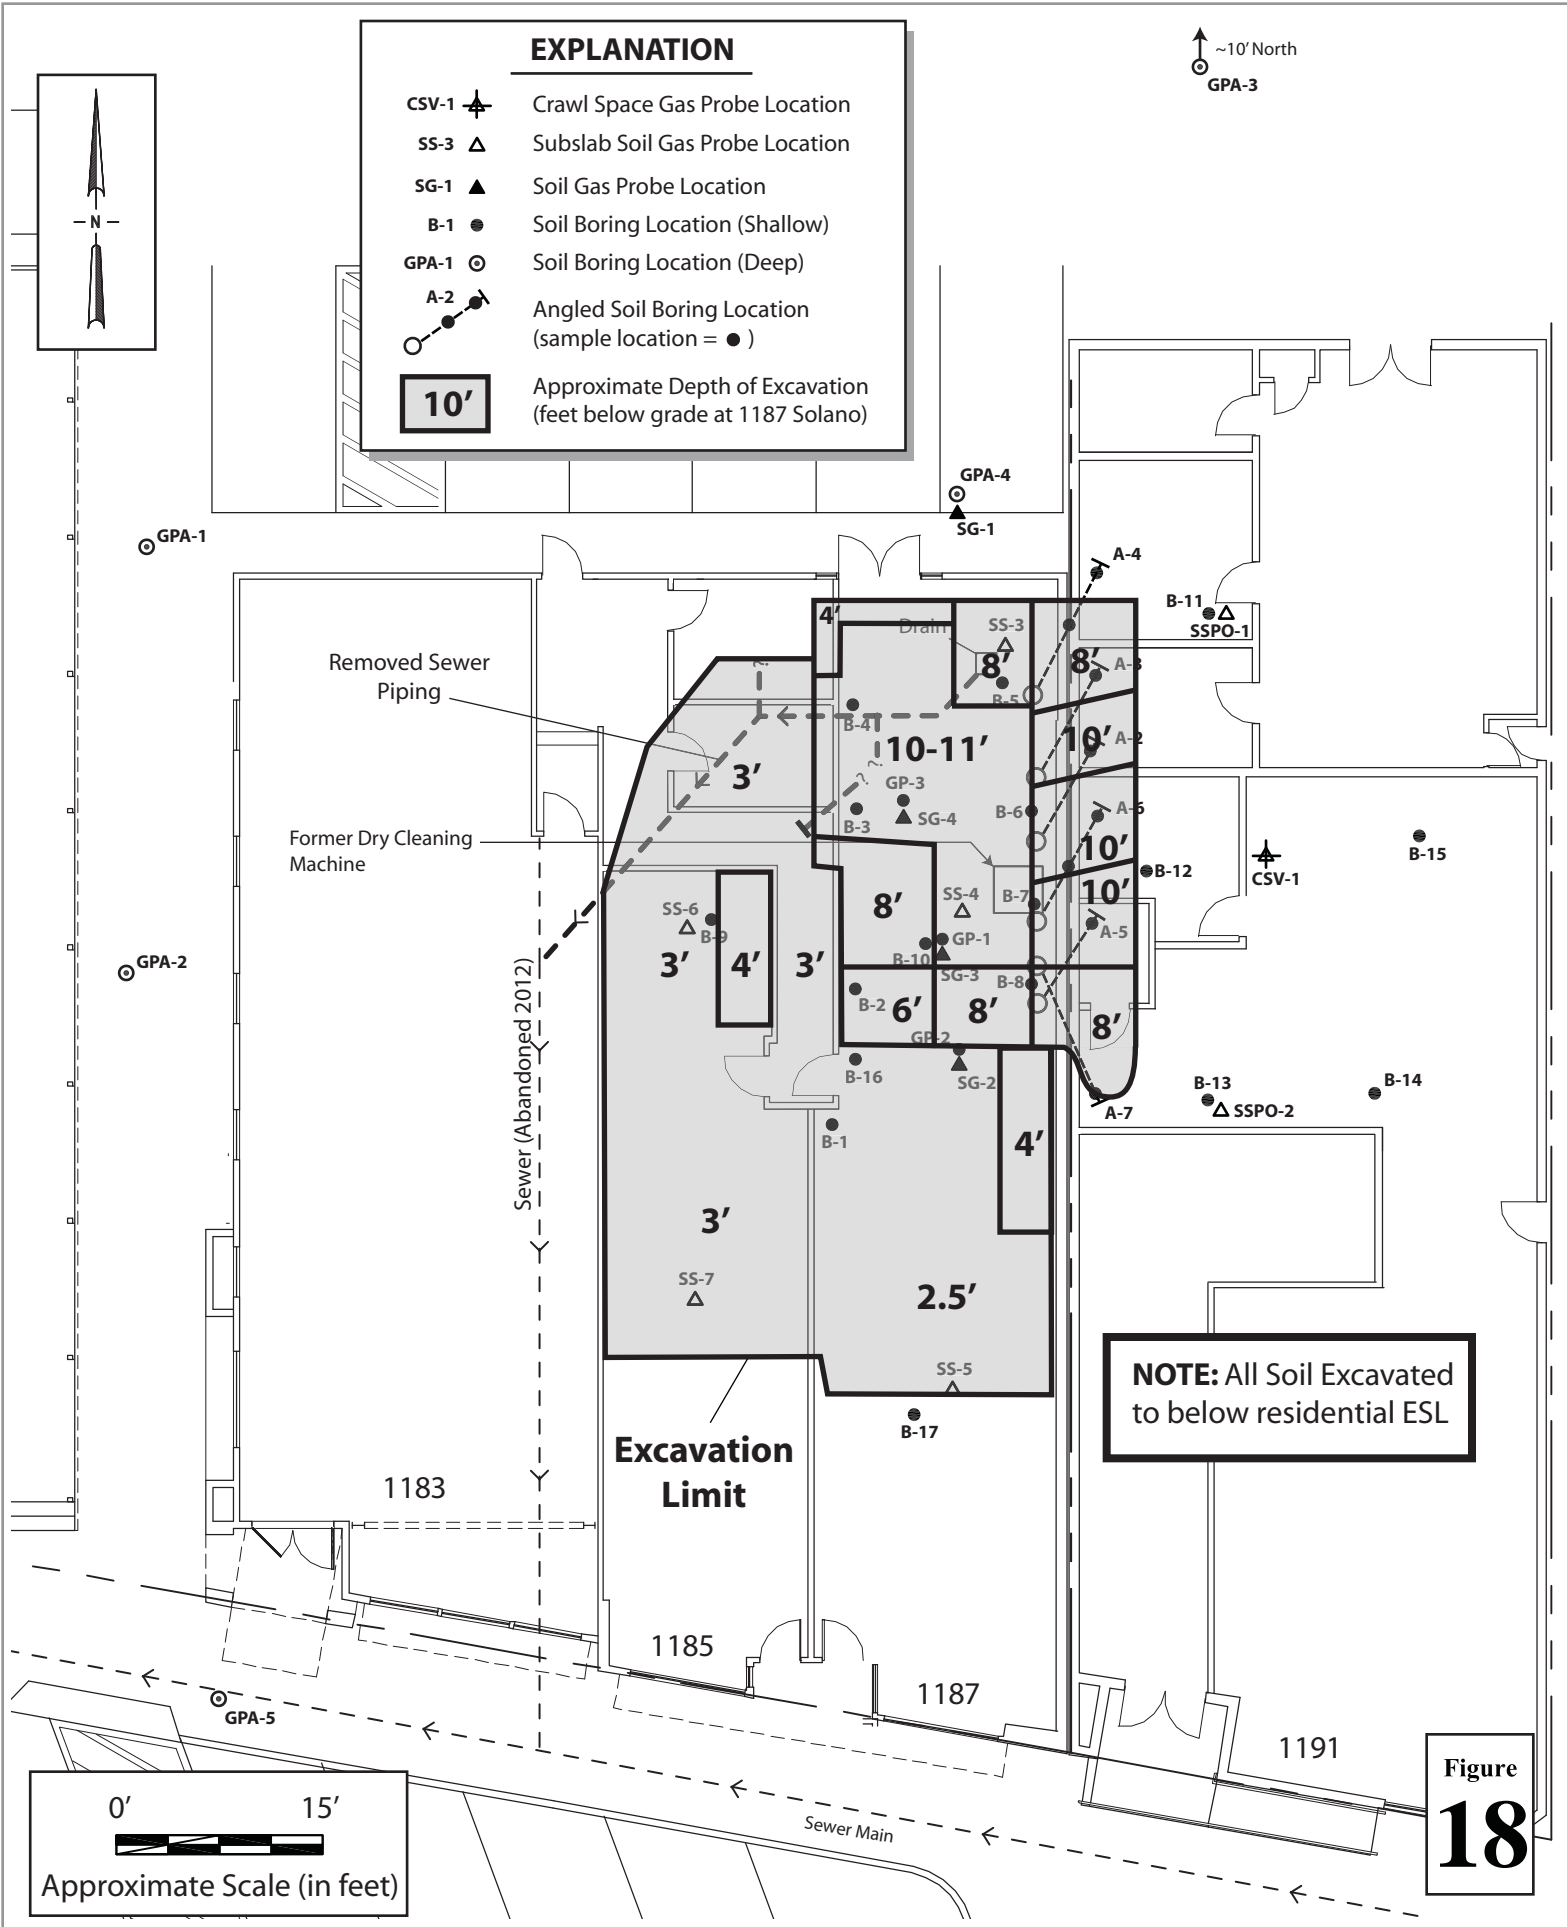 EXPLANATION
CSV-1 Crawl Space Gas Probe Location
SS-3 Subslab Soil Gas Probe Location
SG-1 Soil Gas Probe Location
B-1 Soil Boring Location (Shallow)
GPA-1 Soil Boring Location (Deep)
A-2 Angled Soil Boring Location
(sample location = )
10’ Approximate Depth of Excavation
(feet below grade at 1187 Solano)
N
~10’ North
GPA-3
GPA-4
SG-1
GPA-1
A-4
B-11
SSPO-1
4’
Drain
SS-3
8’
B-5
8’
A-3
Removed Sewer
Piping
?
B-4
10-11’
10’
A-2
3’
?
?
GP-3
B-3
SG-4
B-6
A-6
10’
Former Dry Cleaning
Machine
B-15
CSV-1
B-12
10’
8’
SS-4
B-7
SS-6
B-9
A-5
GP-1
B-10
3’
4’
3’
GPA-2
SG-3
B-8
B-2
6’
8’
8’
GP-2
B-16
SG-2
B-13
SSPO-2
B-14
A-7
B-1
4’
Sewer (Abandoned 2012)
3’
SS-7
2.5’
SS-5
NOTE: All Soil Excavated
to below residential ESL
B-17
Excavation
Limit
1183
1185
1187
1191
GPA-5
Sewer Main
0’ 15’
Approximate Scale (in feet)
Figure
18